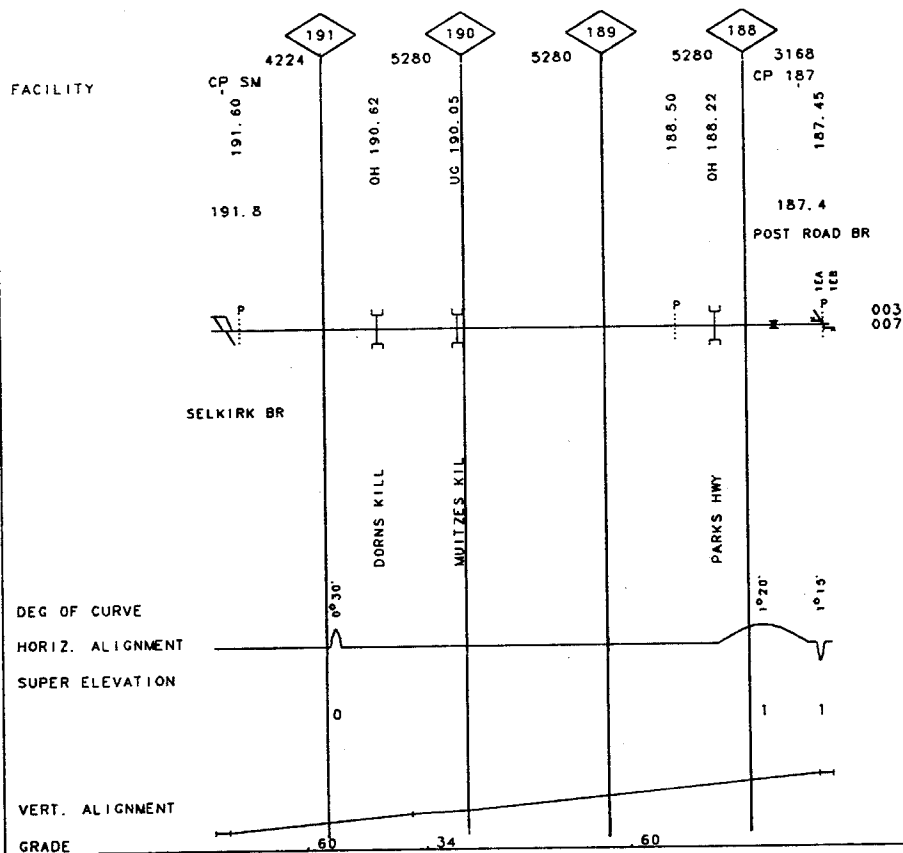 191 190 189 188
4224 5280 5280 5280 3168
FACILITY
CP SM
CP 187
191.60
OH 190.62
UG 190.05
188.50
OH 188.22
187.45
191.8
187.4
POST ROAD BR
1EA
1EB
P P P
003
007
SELKIRK BR
DORNS KILL
MUITZES KIL
PARKS HWY
DEG OF CURVE
0°30'
1°20'
1°15'
HORIZ. ALIGNMENT
SUPER ELEVATION
0 1 1
VERT. ALIGNMENT
GRADE .60 .34 .60